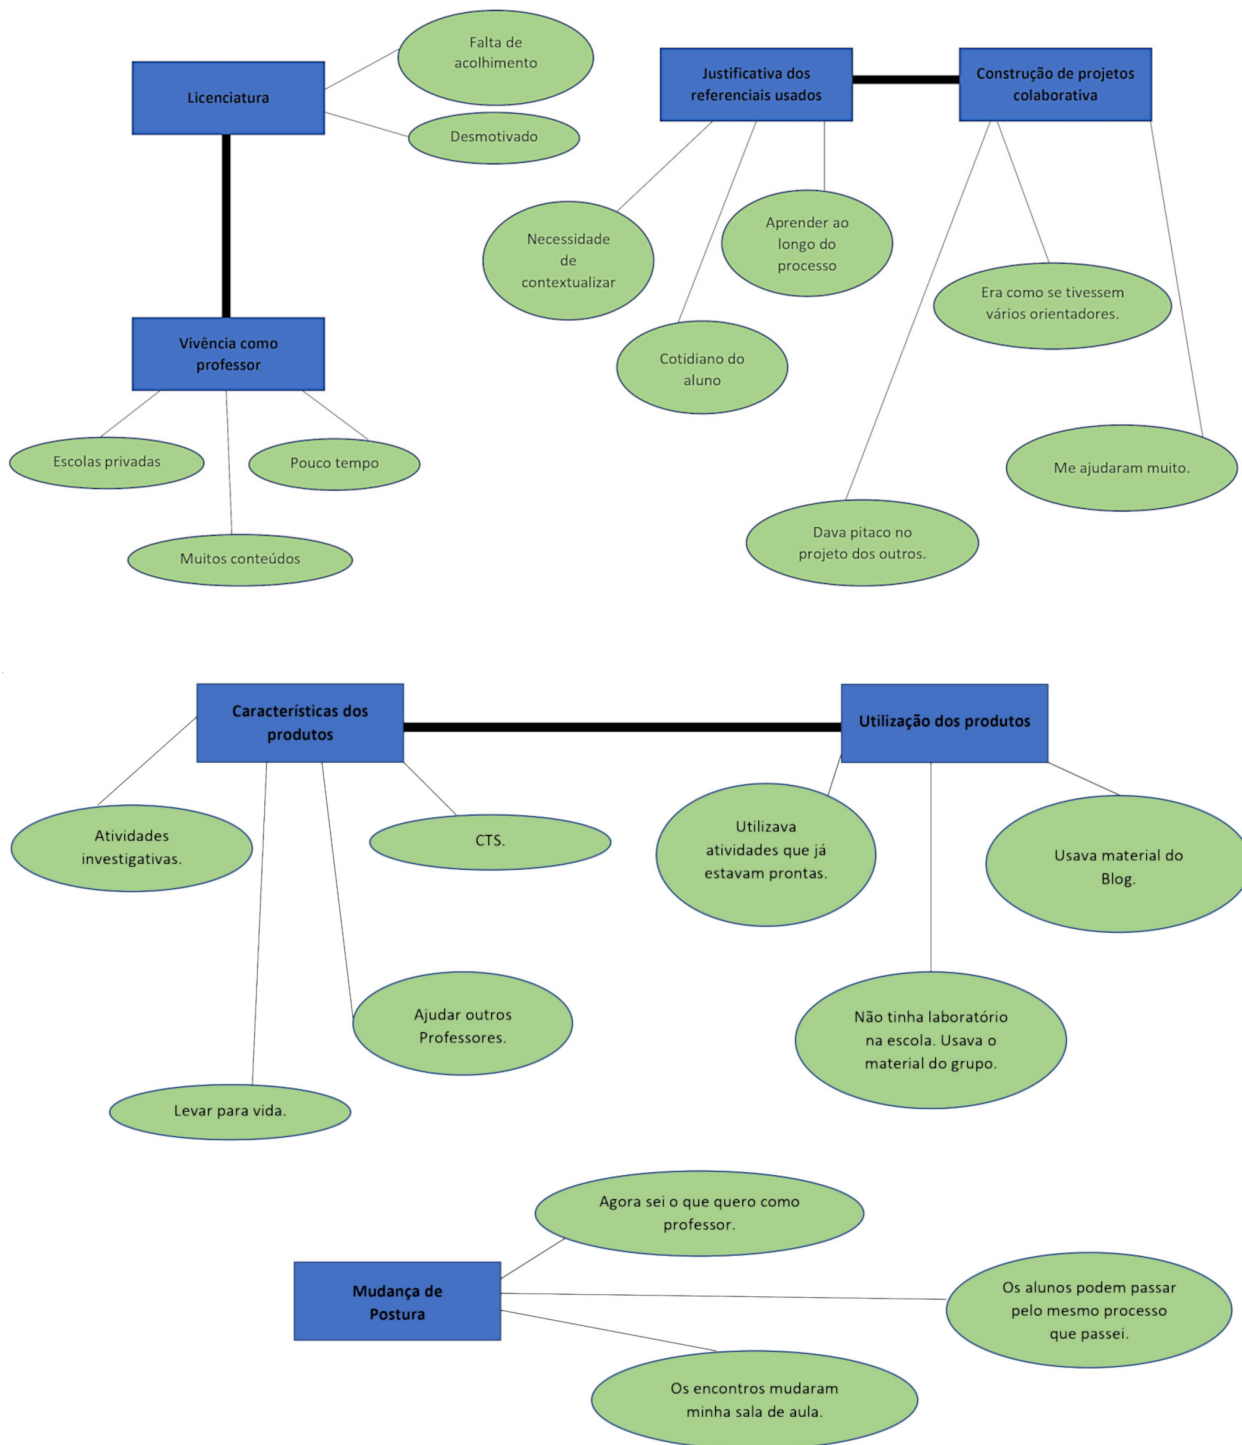 Licenciatura
Falta de
acolhimento
Desmotivado
Vivência como
professor
Escolas privadas
Pouco tempo
Muitos conteúdos
Justificativa dos
referenciais usados
Construção de projetos
colaborativa
Necessidade
de
contextualizar
Aprender ao
longo do
processo
Cotidiano do
aluno
Era como se tivessem
vários orientadores.
Me ajudaram muito.
Dava pitaco no
projeto dos outros.
Características dos
produtos
Utilização dos produtos
Atividades
investigativas.
CTS.
Ajudar outros
Professores.
Levar para vida.
Utilizava
atividades que já
estavam prontas.
Usava material do
Blog.
Não tinha laboratório
na escola. Usava o
material do grupo.
Mudança de
Postura
Agora sei o que quero como
professor.
Os alunos podem passar
pelo mesmo processo
que passei.
Os encontros mudaram
minha sala de aula.